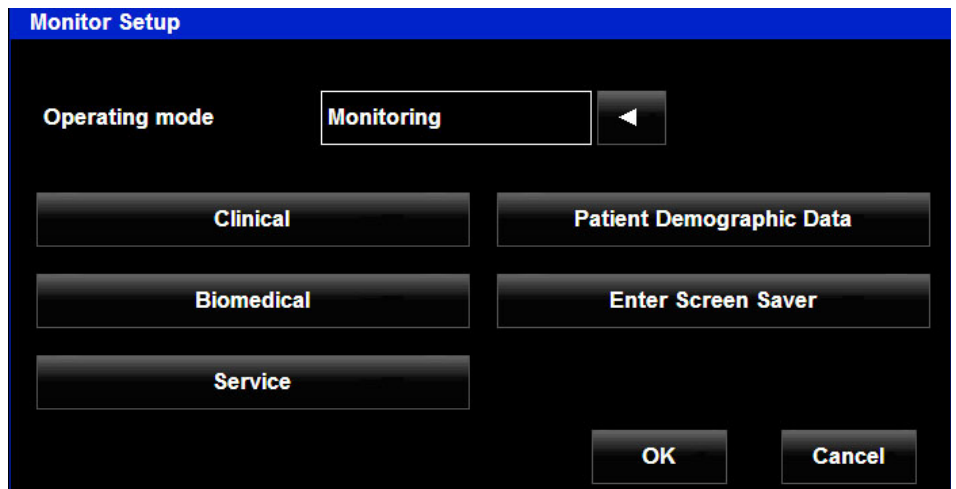 Monitor Setup
Operating mode Monitoring
Clinical Patient Demographic Data
Biomedical Enter Screen Saver
Service
OK Cancel